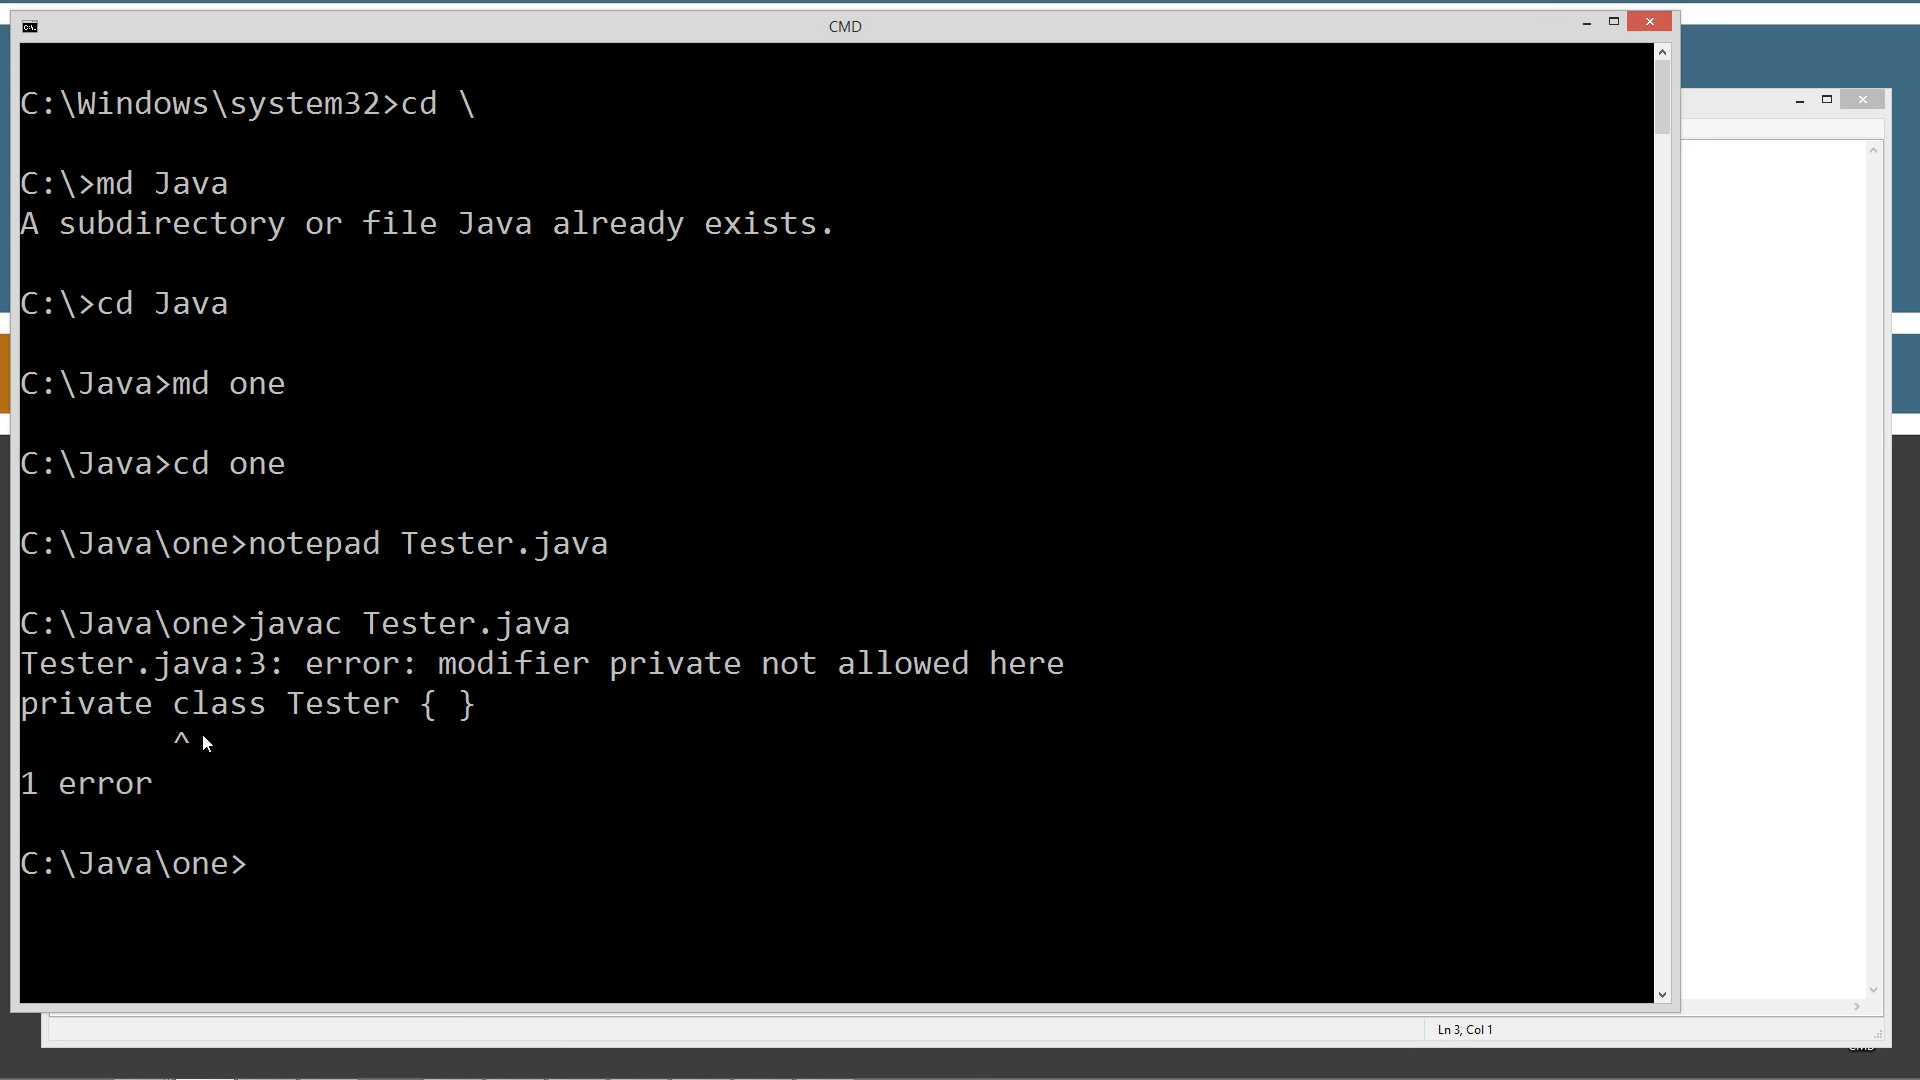 CMD
C:\Windows\system32>cd \
C:\>md Java
A subdirectory or file Java already exists.
C:\>cd Java
C:\Java>md one
C:\Java>cd one
C:\Java\one>notepad Tester.java
C:\Java\one>javac Tester.java
Tester.java:3: error: modifier private not allowed here
private class Tester { }
^
1 error
C:\Java\one>
Ln 3, Col 1